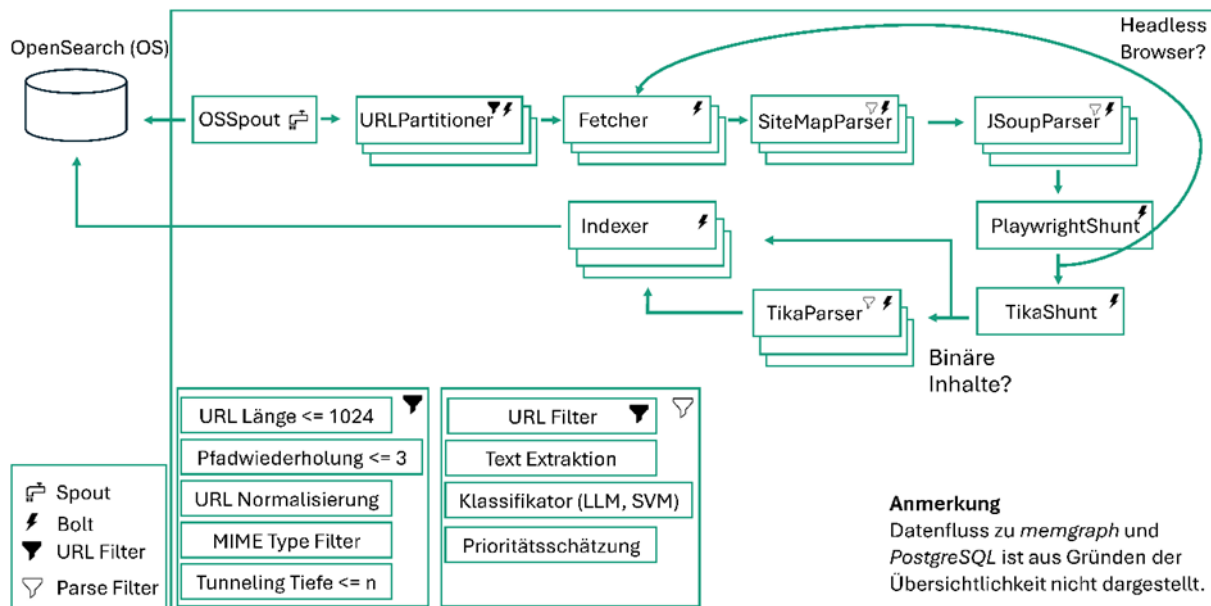 Headless
Browser?
OpenSearch (OS)
OSSpout
URLPartitioner
Fetcher
SiteMapParser
JSoupParser
Indexer
PlaywrightShunt
TikaParser
TikaShunt
Binäre
Inhalte?
URL Länge <= 1024
Pfadwiederholung <= 3
URL Normalisierung
MIME Type Filter
Tunneling Tiefe <= n
URL Filter
Text Extraktion
Klassifikator (LLM, SVM)
Prioritätsschätzung
Spout
Bolt
URL Filter
Parse Filter
Anmerkung
Datenfluss zu memgraph und
PostgreSQL ist aus Gründen der
Übersichtlichkeit nicht dargestellt.